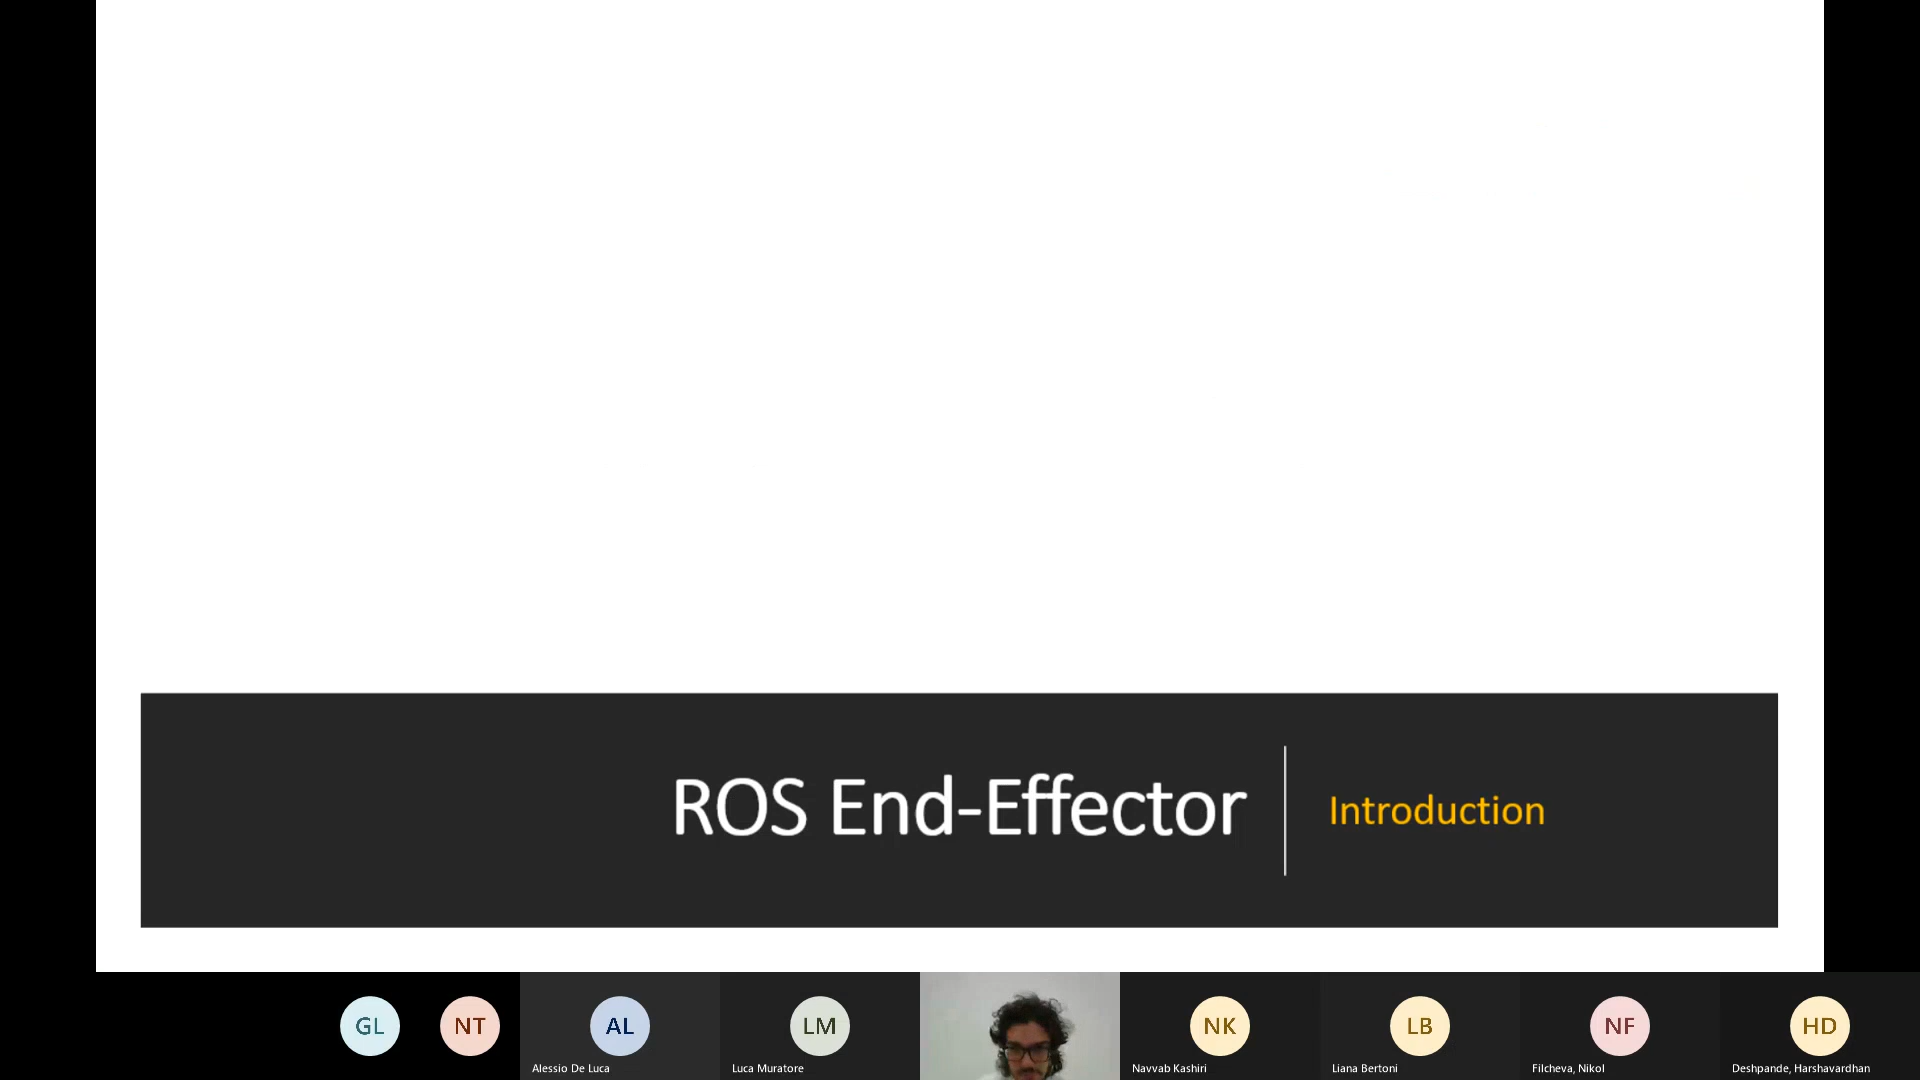 ROS End-Effector
Introduction
GL
NT
AL
LM
NK
LB
NF
HD
Alessio De Luca
Luca Muratore
Navvab Kashiri
Liana Bertoni
Filcheva, Nikol
Deshpande, Harshavardhan